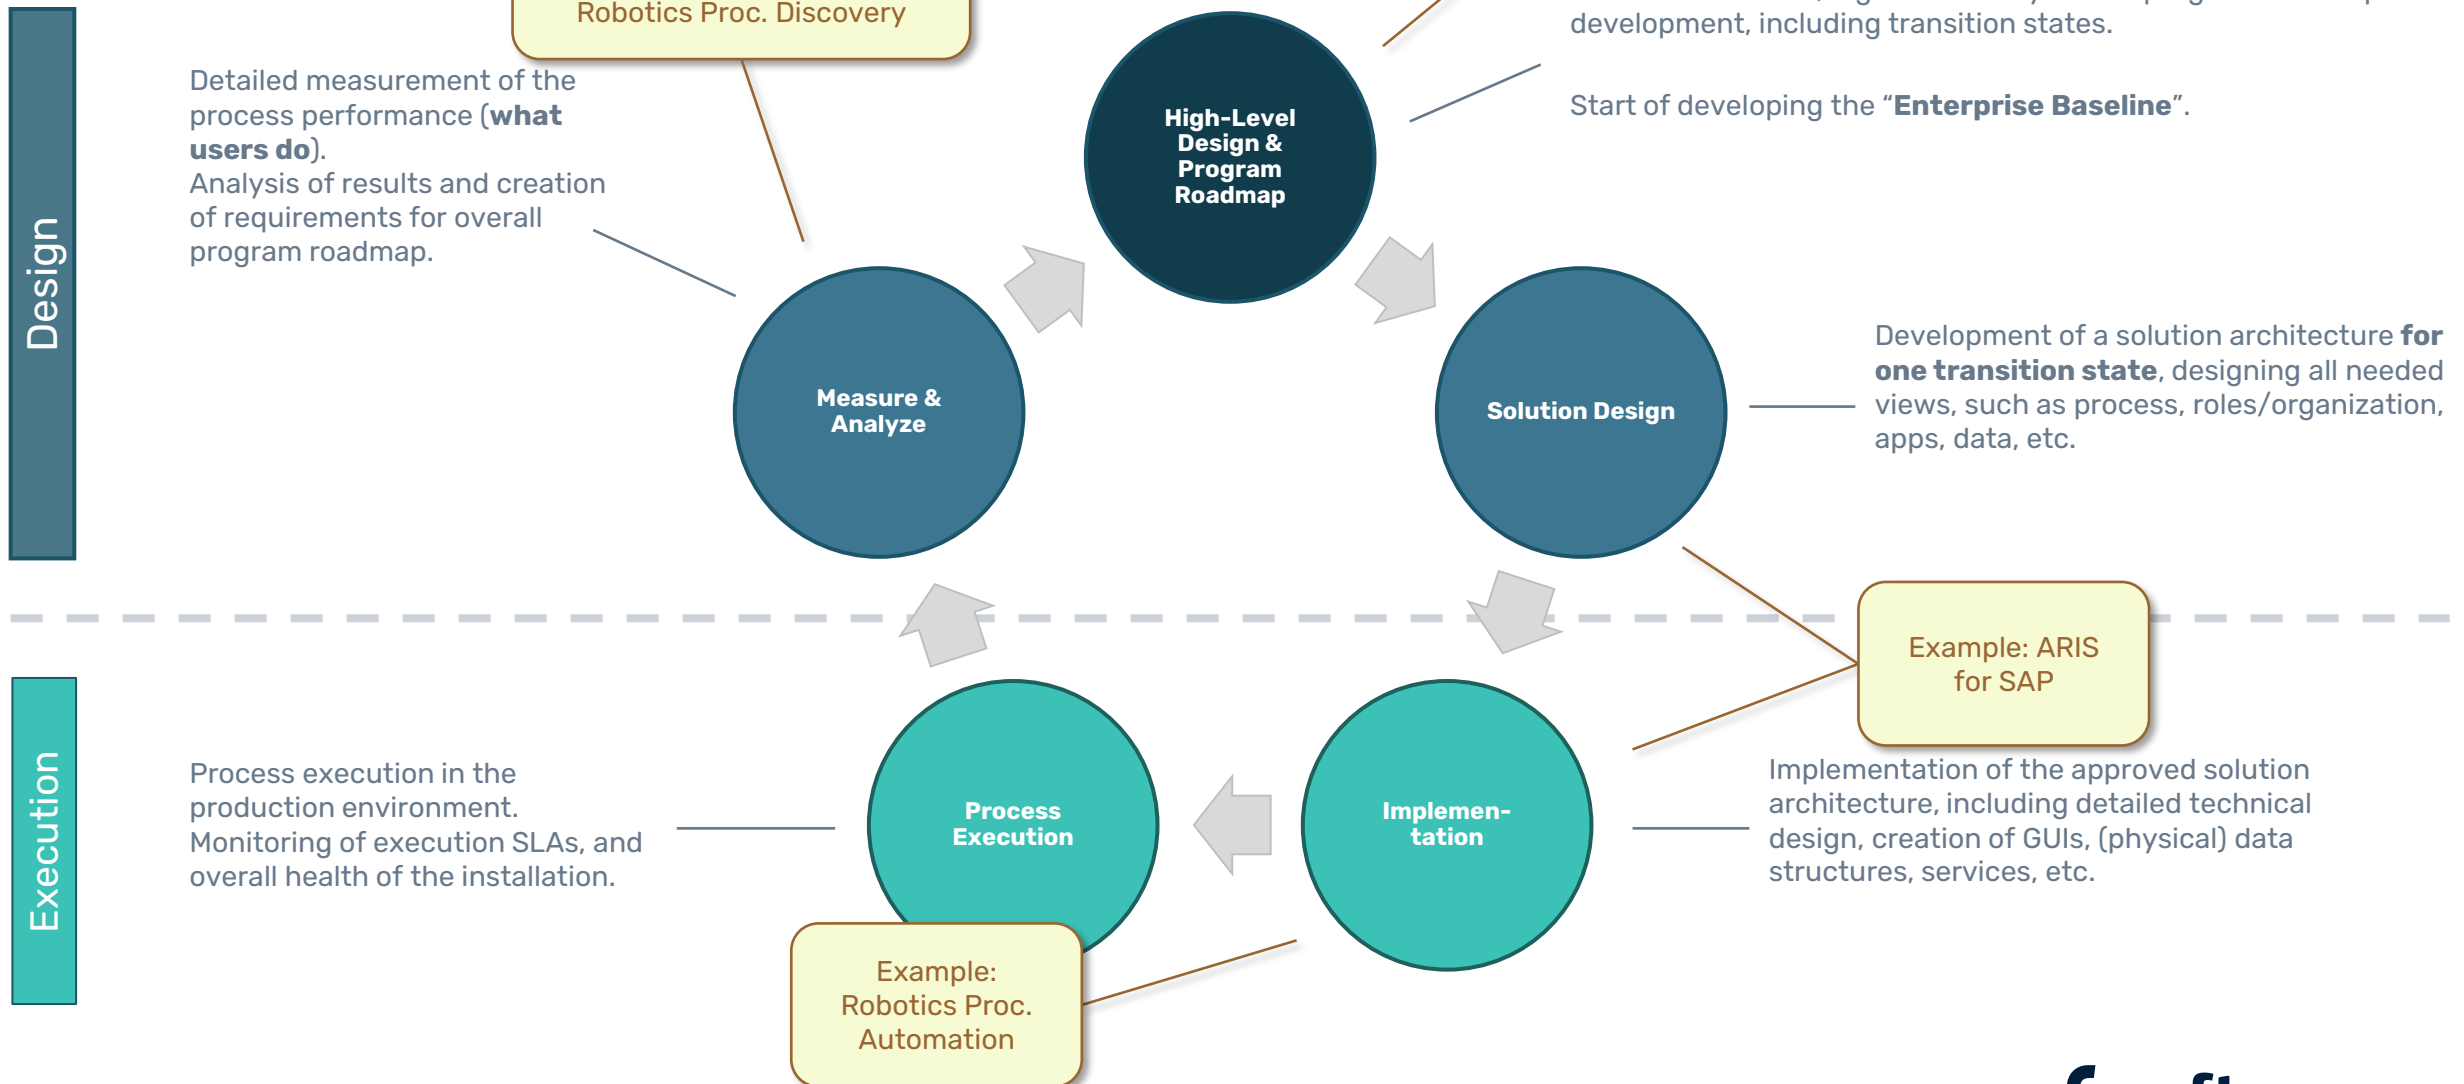 Robotics Proc. Discovery
development, including transition states.
Start of developing the “Enterprise Baseline”.
Detailed measurement of the
process performance (what
users do).
Analysis of results and creation
of requirements for overall
program roadmap.
High-Level
Design &
Program
Roadmap
Design
Measure &
Analyze
Solution Design
Development of a solution architecture for
one transition state, designing all needed
views, such as process, roles/organization,
apps, data, etc.
Example: ARIS
for SAP
Execution
Process execution in the
production environment.
Monitoring of execution SLAs, and
overall health of the installation.
Process
Execution
Implemen-
tation
Implementation of the approved solution
architecture, including detailed technical
design, creation of GUIs, (physical) data
structures, services, etc.
Example:
Robotics Proc.
Automation